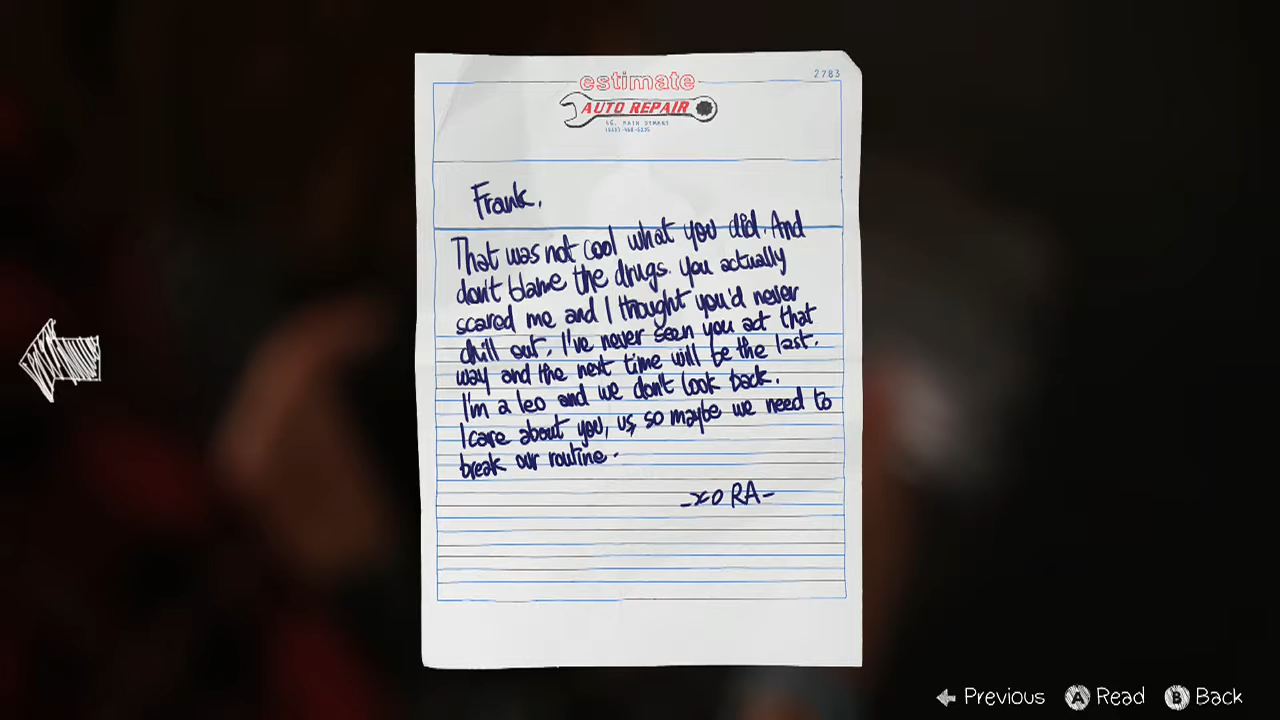 2783
estimate
AUTO REPAIR
Frank,
That was not cool what you did. And
don't blame the drugs. You actually
scared me and I thought you'd never
chill out. I've never seen you act that
way and the next time will be the last.
I'm a leo and we don't look back.
I care about you, us, so maybe we need to
break our routine.
-xo RA-
Previous
A Read
B Back